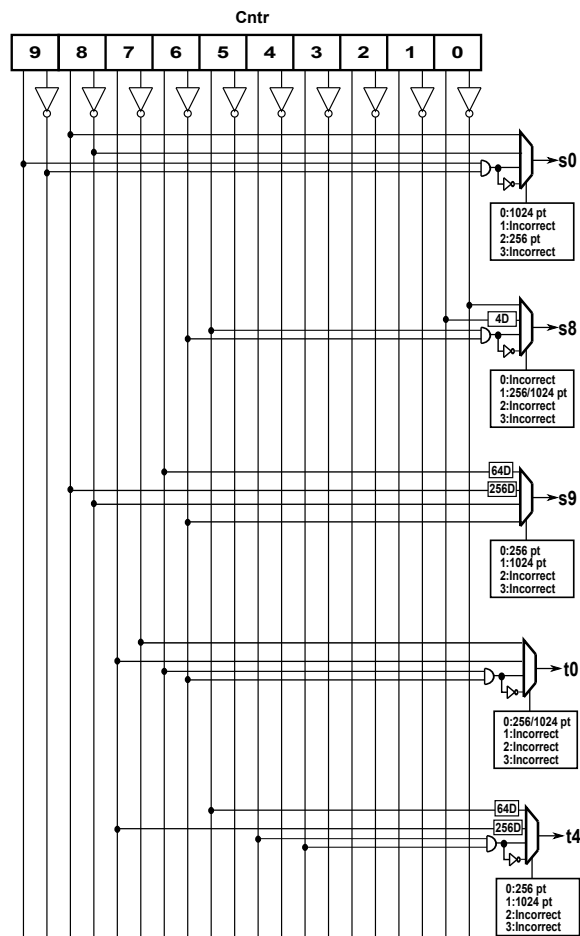 Cntr
9 8 7 6 5 4 3 2 1 0
s0
0:1024 pt
1:Incorrect
2:256 pt
3:Incorrect
4D
s8
0:Incorrect
1:256/1024 pt
2:Incorrect
3:Incorrect
64D
256D
s9
0:256 pt
1:1024 pt
2:Incorrect
3:Incorrect
t0
0:256/1024 pt
1:Incorrect
2:Incorrect
3:Incorrect
64D
256D
t4
0:256 pt
1:1024 pt
2:Incorrect
3:Incorrect